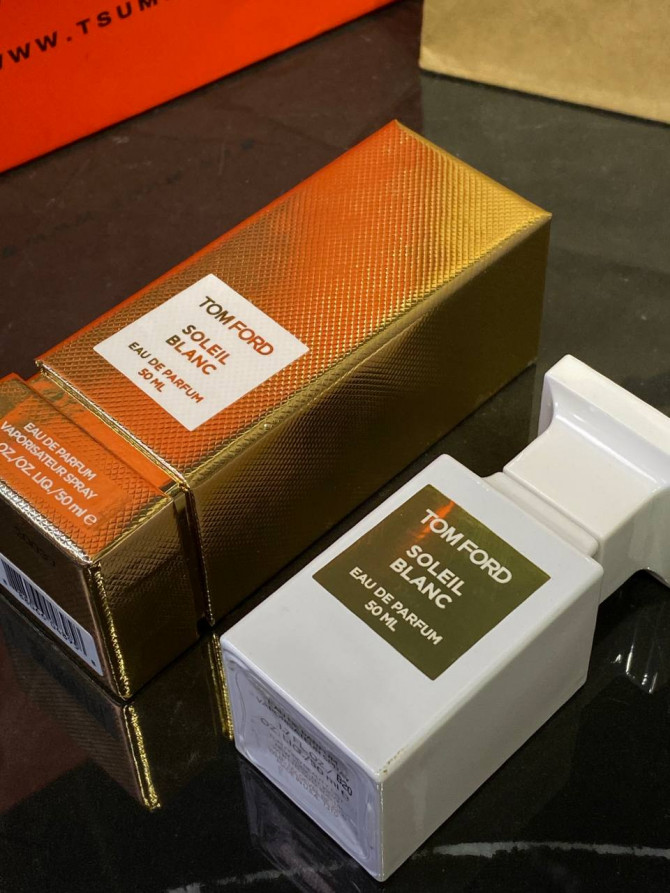 WWW.TSUM
TOM FORD
SOLEIL
BLANC
EAU DE PARFUM
50 ML
EAU DE PARFUM
VAPORISATEUR SPRAY
OZ./OZ. LIQ./50 ml e
TOM FORD
SOLEIL
BLANC
EAU DE PARFUM
50 ML
B20